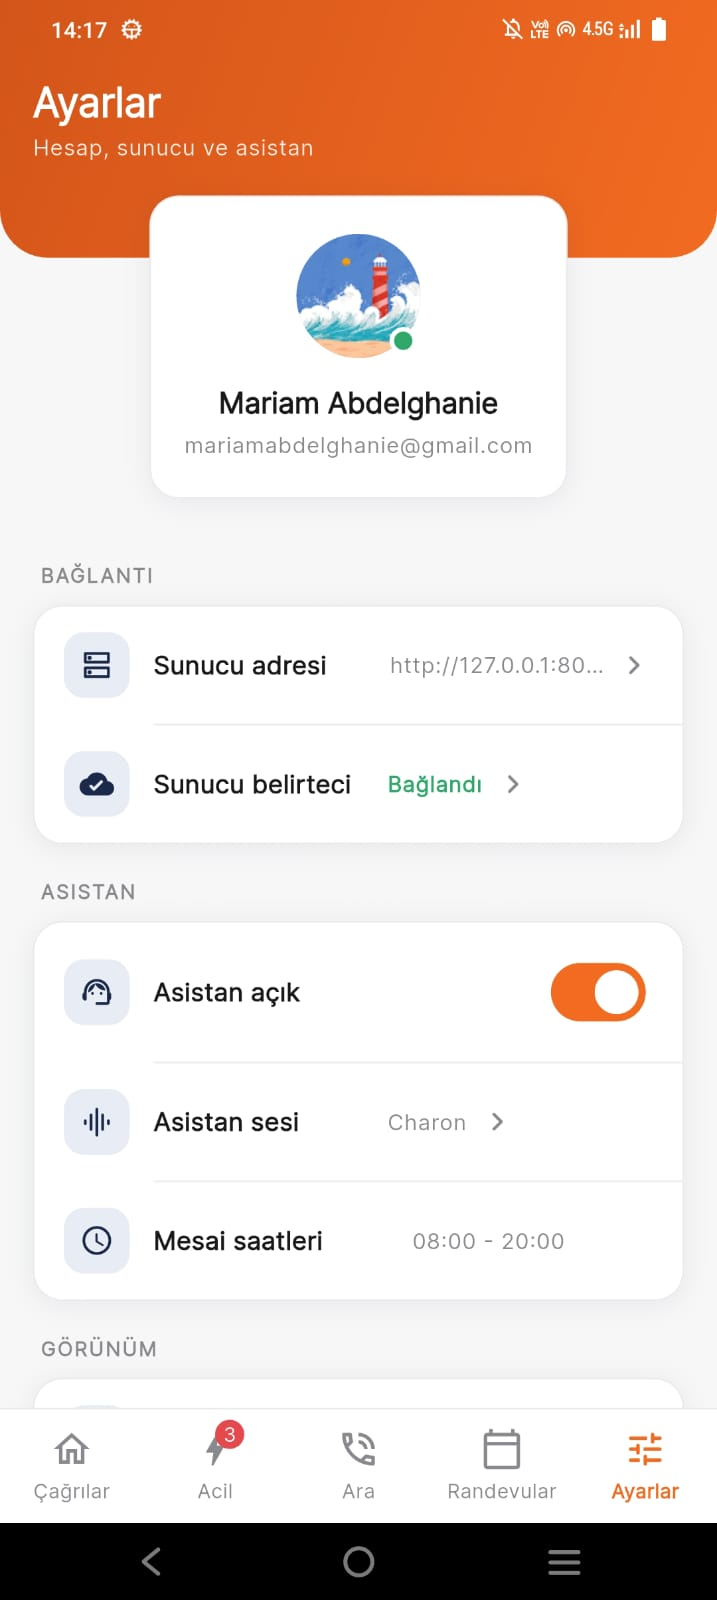 14:17
Vo)) LTE 4.5G
Ayarlar
Hesap, sunucu ve asistan
Mariam Abdelghanie
mariamabdelghanie@gmail.com
BAĞLANTI
Sunucu adresi http://127.0.0.1:80...
Sunucu belirteci Bağlandı
ASISTAN
Asistan açık
Asistan sesi Charon
Mesai saatleri 08:00 - 20:00
GÖRÜNÜM
3
Çağrılar Acil Ara Randevular Ayarlar